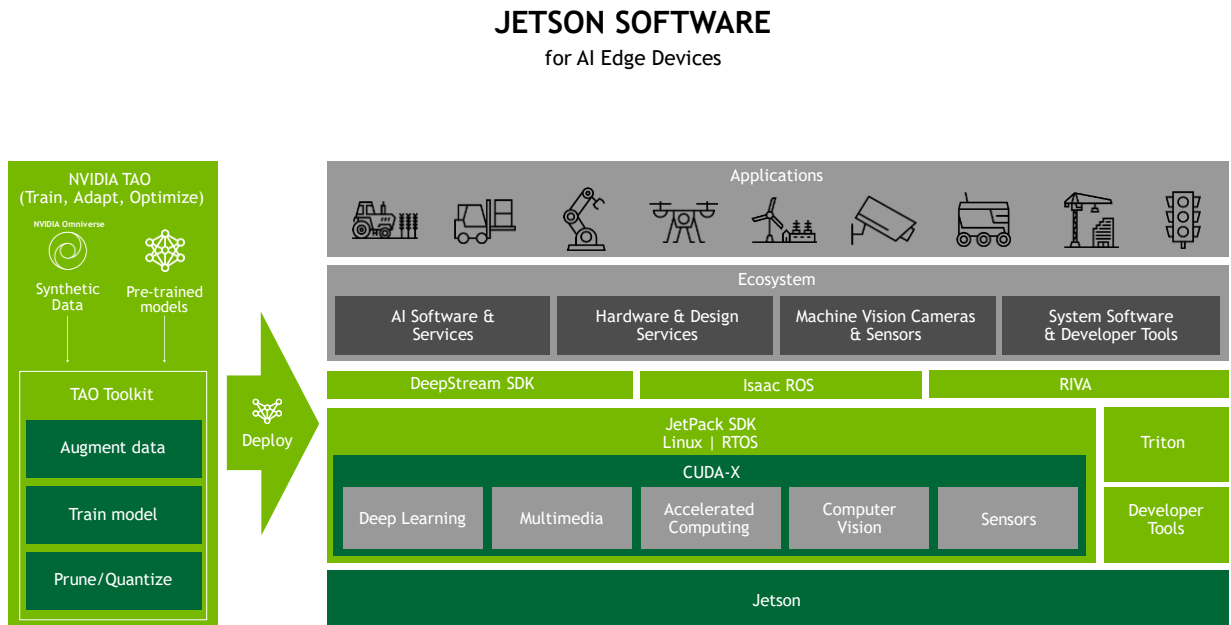 JETSON SOFTWARE
for AI Edge Devices
NVIDIA TAO
(Train, Adapt, Optimize)
NVIDIA Omniverse
Synthetic
Data
Pre-trained
models
TAO Toolkit
Augment data
Train model
Prune/Quantize
Deploy
Applications
Ecosystem
AI Software &
Services
Hardware & Design
Services
Machine Vision Cameras
& Sensors
System Software
& Developer Tools
DeepStream SDK
Isaac ROS
RIVA
JetPack SDK
Linux | RTOS
CUDA-X
Deep Learning
Multimedia
Accelerated
Computing
Computer
Vision
Sensors
Triton
Developer
Tools
Jetson